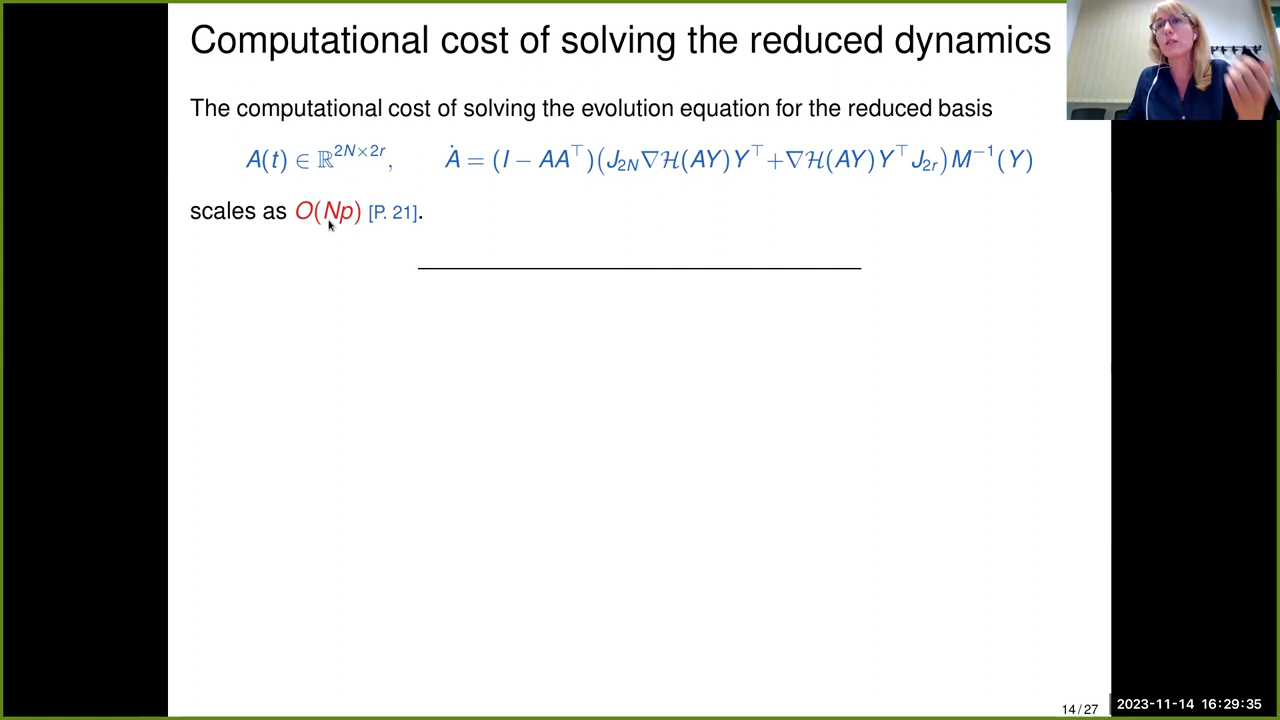 Computational cost of solving the reduced dynamics
The computational cost of solving the evolution equation for the reduced basis
A(t) ∈ ℝ^{2N×2r},   Ȧ = (I − AA^⊤)(J_{2N}∇ℋ(AY)Y^⊤+∇ℋ(AY)Y^⊤J_{2r})M^{−1}(Y)
scales as O(Np) [P. 21].
14 / 27
2023-11-14 16:29:35